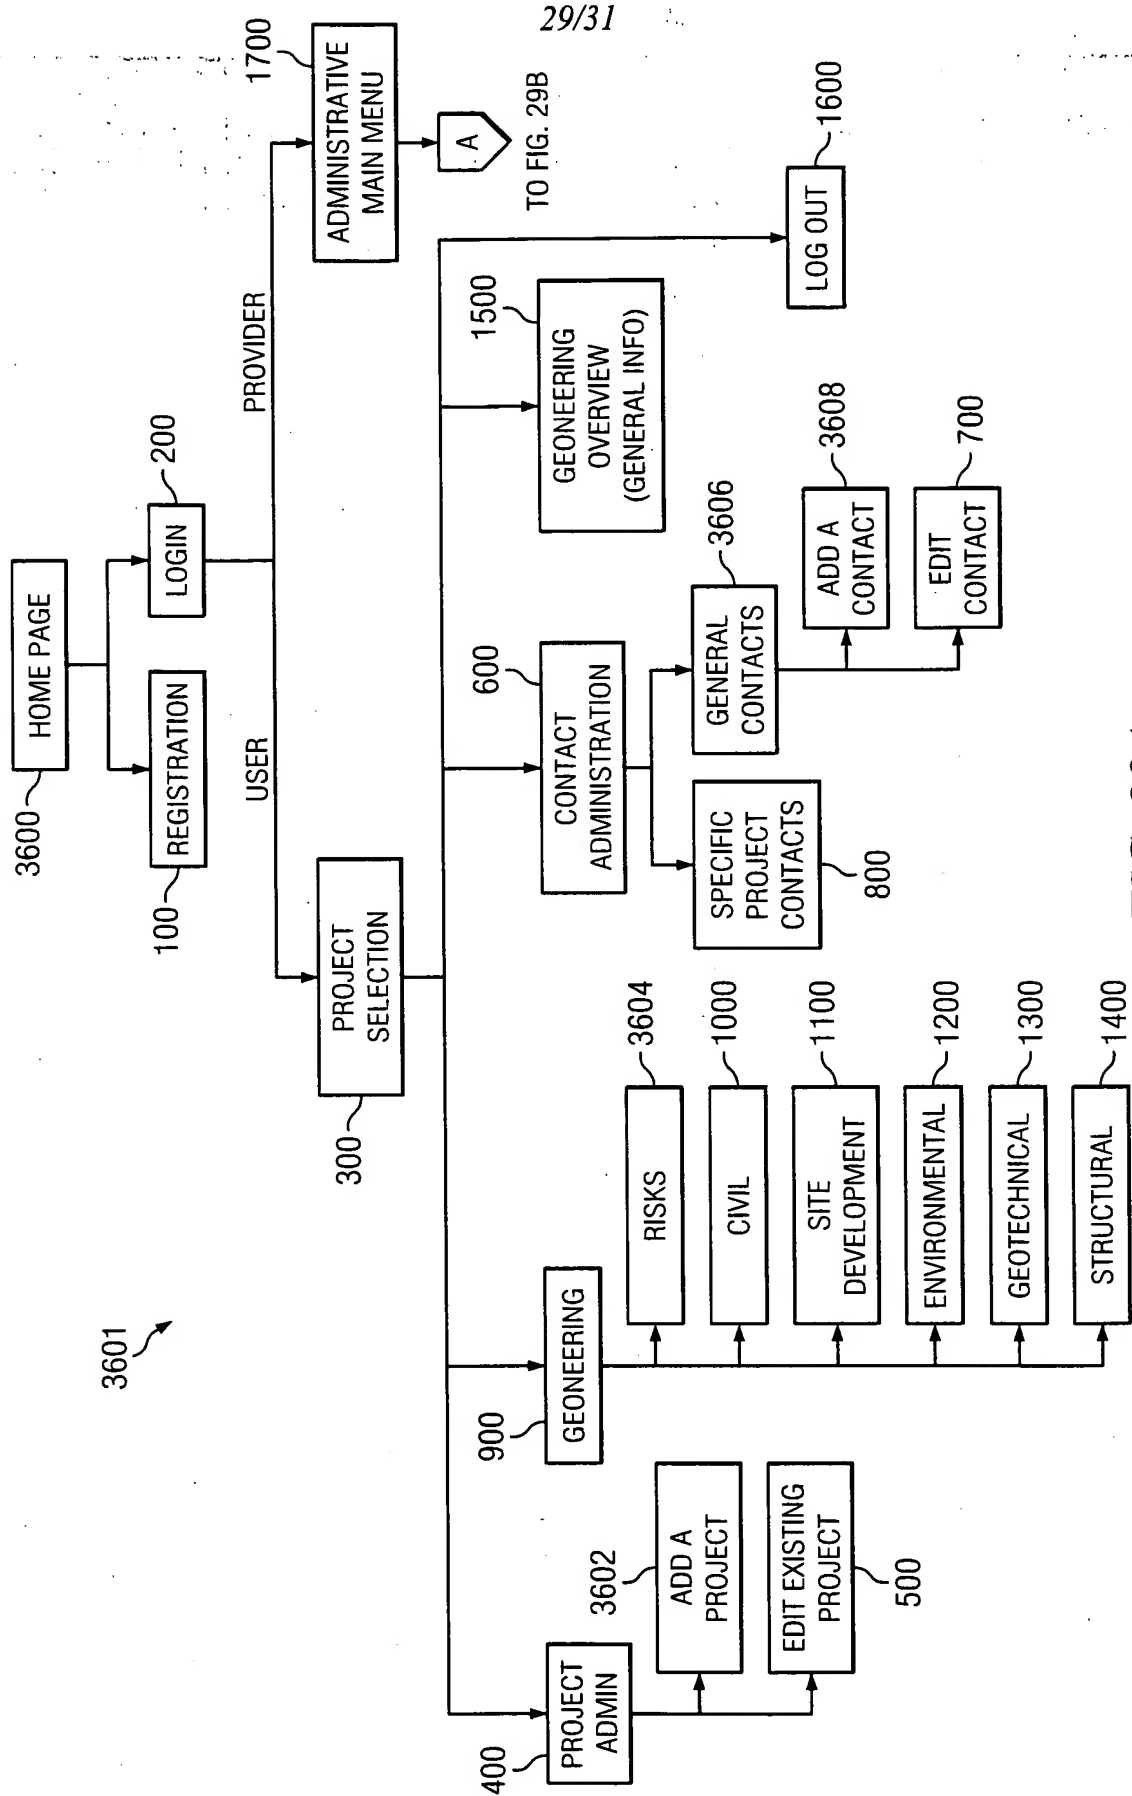 29/31
3601
HOME PAGE
3600
REGISTRATION
100
LOGIN
200
USER
PROVIDER
PROJECT
SELECTION
300
ADMINISTRATIVE
MAIN MENU
1700
A
TO FIG. 29B
PROJECT
ADMIN
400
ADD A
PROJECT
3602
EDIT EXISTING
PROJECT
500
GEONEERING
900
RISKS
3604
CIVIL
1000
SITE
DEVELOPMENT
1100
ENVIRONMENTAL
1200
GEOTECHNICAL
1300
STRUCTURAL
1400
CONTACT
ADMINISTRATION
600
SPECIFIC
PROJECT
CONTACTS
800
GENERAL
CONTACTS
3606
ADD A
CONTACT
3608
EDIT
CONTACT
700
GEONEERING
OVERVIEW
(GENERAL INFO)
1500
LOG OUT
1600